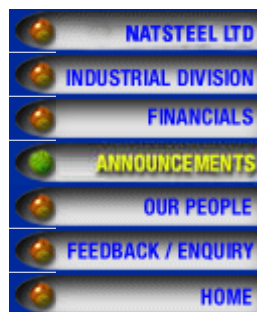 NATSTEEL LTD
INDUSTRIAL DIVISION
FINANCIALS
ANNOUNCEMENTS
OUR PEOPLE
FEEDBACK / ENQUIRY
HOME